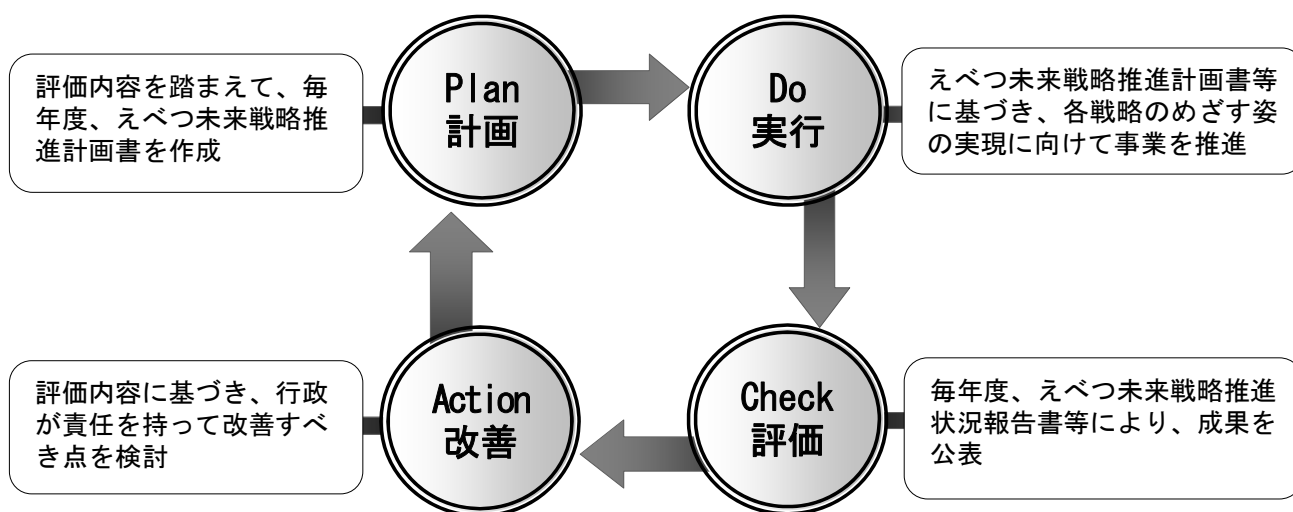 評価内容を踏まえて、毎
年度、えべつ未来戦略推
進計画書を作成
Plan
計画
Do
実行
えべつ未来戦略推進計画書等
に基づき、各戦略のめざす姿
の実現に向けて事業を推進
評価内容に基づき、行政
が責任を持って改善すべ
き点を検討
Action
改善
Check
評価
毎年度、えべつ未来戦略推進
状況報告書等により、成果を
公表